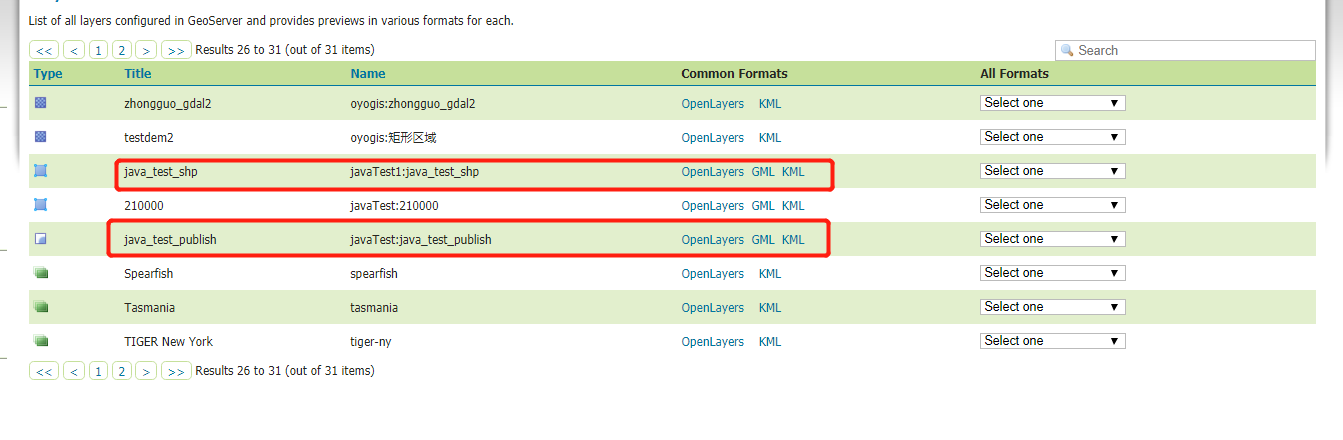 List of all layers configured in GeoServer and provides previews in various formats for each.
<< < 1 2 > >> Results 26 to 31 (out of 31 items) Search
Type Title Name Common Formats All Formats
zhongguo_gdal2 oyogis:zhongguo_gdal2 OpenLayers KML Select one
testdem2 oyogis:矩形区域 OpenLayers KML Select one
java_test_shp javaTest1:java_test_shp OpenLayers GML KML Select one
210000 javaTest:210000 OpenLayers GML KML Select one
java_test_publish javaTest:java_test_publish OpenLayers GML KML Select one
Spearfish spearfish OpenLayers KML Select one
Tasmania tasmania OpenLayers KML Select one
TIGER New York tiger-ny OpenLayers KML Select one
<< < 1 2 > >> Results 26 to 31 (out of 31 items)